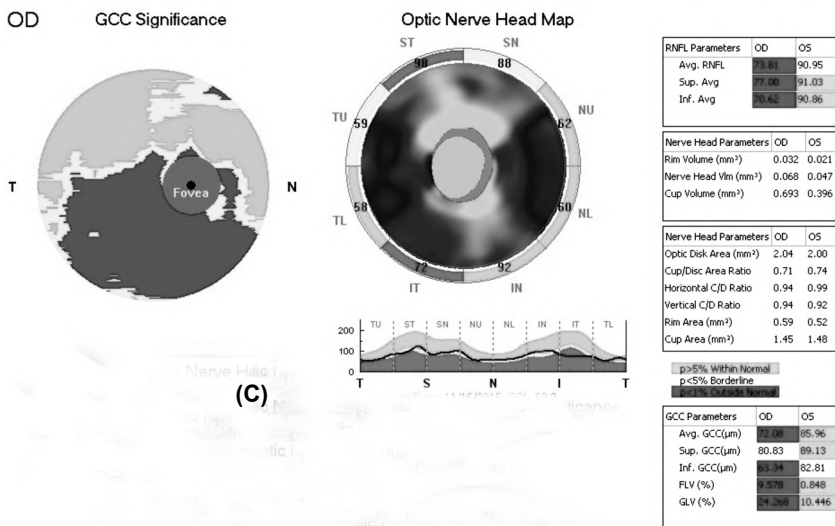 OD GCC Significance Optic Nerve Head Map
ST SN
98 88
TU 59 62 NU
T Fovea N
TL 58 60 NL
72 92
IT IN
TU ST SN NU NL IN IT TL
200
100
0
T S N I T
(C)
RNFL Parameters OD OS
Avg. RNFL 73.81 90.95
Sup. Avg 77.00 91.03
Inf. Avg 70.62 90.86
Nerve Head Parameters OD OS
Rim Volume (mm³) 0.032 0.021
Nerve Head Vlm (mm³) 0.068 0.047
Cup Volume (mm³) 0.693 0.396
Nerve Head Parameters OD OS
Optic Disk Area (mm²) 2.04 2.00
Cup/Disc Area Ratio 0.71 0.74
Horizontal C/D Ratio 0.94 0.99
Vertical C/D Ratio 0.94 0.92
Rim Area (mm²) 0.59 0.52
Cup Area (mm²) 1.45 1.48
p>5% Within Normal
p<5% Borderline
p<1% Outside Normal
GCC Parameters OD OS
Avg. GCC(μm) 72.08 85.96
Sup. GCC(μm) 80.83 89.13
Inf. GCC(μm) 63.34 82.81
FLV (%) 9.578 0.848
GLV (%) 24.268 10.446